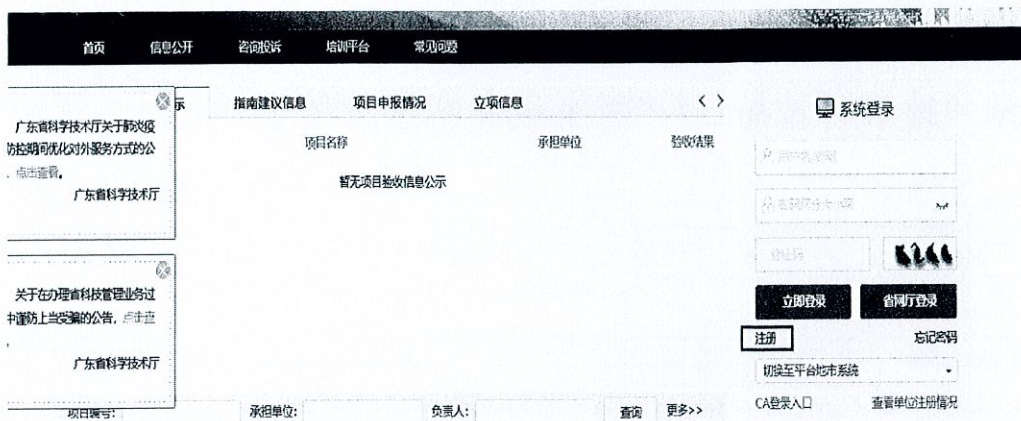 首页 信息公开 咨询投诉 培训平台 常见问题
示 指南建议信息 项目申报情况 立项信息 < >
项目名称 承担单位 验收结果
暂无项目验收信息公示
广东省科学技术厅关于肺炎疫
防控期间优化对外服务方式的公
，点击查看。
广东省科学技术厅
关于在办理省科技管理业务过
中谨防上当受骗的公告，点击查
广东省科学技术厅
系统登录
验证码
立即登录 省网厅登录
注册 忘记密码
切换至平台地市系统
CA登录入口 查看单位注册情况
项目编号： 承担单位： 负责人： 查询 更多>>